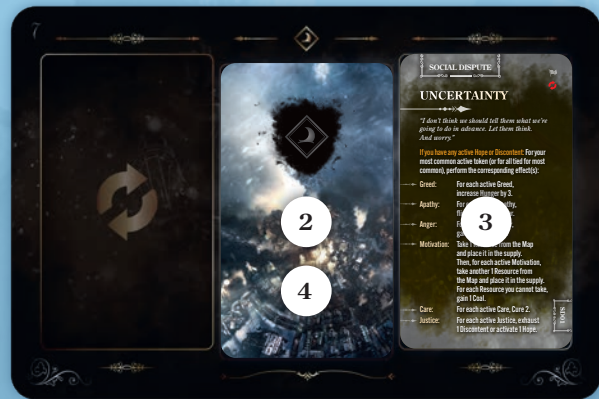 7
SOCIAL DISPUTE
UNCERTAINTY
"I don't think we should tell them what we're
going to do in advance. Let them think.
And worry."
If you have any active Hope or Discontent: For your
most common active token (or for all tied for most
common), perform the corresponding effect(s):
Greed: For each active Greed,
increase Hunger by 3.
Apathy:
Anger:
Motivation: Take 1 from the Map
and place it in the supply.
Then, for each active Motivation,
take another 1 Resource from
the Map and place it in the supply.
For each Resource you cannot take,
gain 1 Coal.
Care: For each active Care, Cure 2.
Justice: For each active Justice, exhaust
1 Discontent or activate 1 Hope.
2
3
4